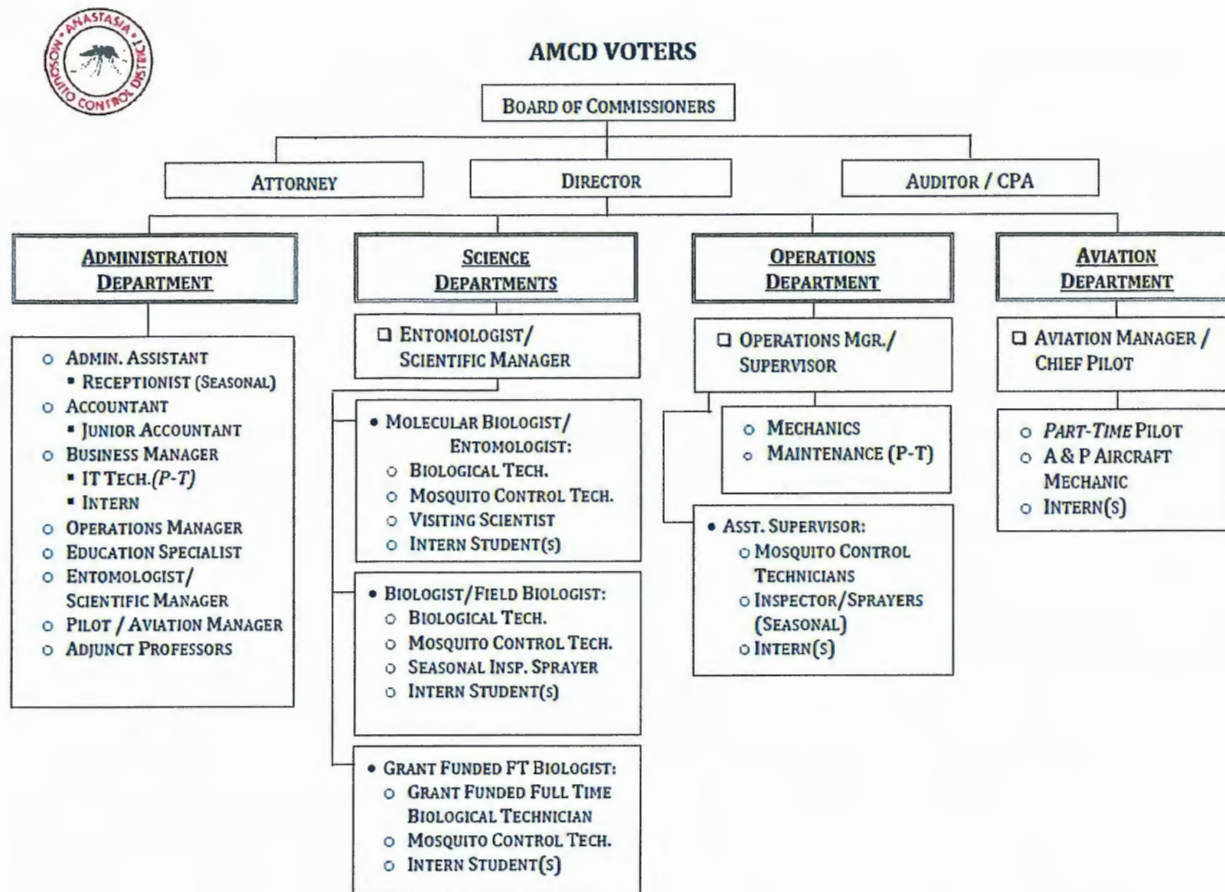 ANASTASIA
MOSQUITO CONTROL DISTRICT
AMCD VOTERS
BOARD OF COMMISSIONERS
ATTORNEY
DIRECTOR
AUDITOR / CPA
ADMINISTRATION
DEPARTMENT
○ ADMIN. ASSISTANT
▪ RECEPTIONIST (SEASONAL)
○ ACCOUNTANT
▪ JUNIOR ACCOUNTANT
○ BUSINESS MANAGER
▪ IT TECH.(P-T)
▪ INTERN
○ OPERATIONS MANAGER
○ EDUCATION SPECIALIST
○ ENTOMOLOGIST/
SCIENTIFIC MANAGER
○ PILOT / AVIATION MANAGER
○ ADJUNCT PROFESSORS
SCIENCE
DEPARTMENTS
❑ ENTOMOLOGIST/
SCIENTIFIC MANAGER
• MOLECULAR BIOLOGIST/
ENTOMOLOGIST:
○ BIOLOGICAL TECH.
○ MOSQUITO CONTROL TECH.
○ VISITING SCIENTIST
○ INTERN STUDENT(S)
• BIOLOGIST/FIELD BIOLOGIST:
○ BIOLOGICAL TECH.
○ MOSQUITO CONTROL TECH.
○ SEASONAL INSP. SPRAYER
○ INTERN STUDENT(S)
• GRANT FUNDED FT BIOLOGIST:
○ GRANT FUNDED FULL TIME
BIOLOGICAL TECHNICIAN
○ MOSQUITO CONTROL TECH.
○ INTERN STUDENT(S)
OPERATIONS
DEPARTMENT
❑ OPERATIONS MGR./
SUPERVISOR
○ MECHANICS
○ MAINTENANCE (P-T)
• ASST. SUPERVISOR:
○ MOSQUITO CONTROL
TECHNICIANS
○ INSPECTOR/SPRAYERS
(SEASONAL)
○ INTERN(S)
AVIATION
DEPARTMENT
❑ AVIATION MANAGER /
CHIEF PILOT
○ PART-TIME PILOT
○ A & P AIRCRAFT
MECHANIC
○ INTERN(S)